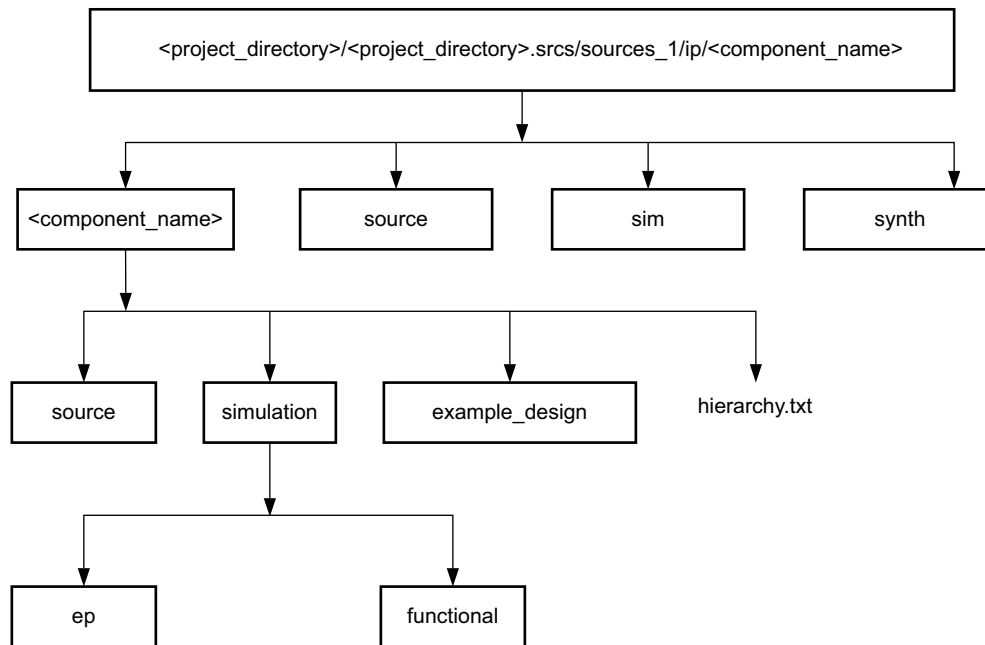 <project_directory>/<project_directory>.srcs/sources_1/ip/<component_name>
<component_name>
source
sim
synth
source
simulation
example_design
hierarchy.txt
ep
functional